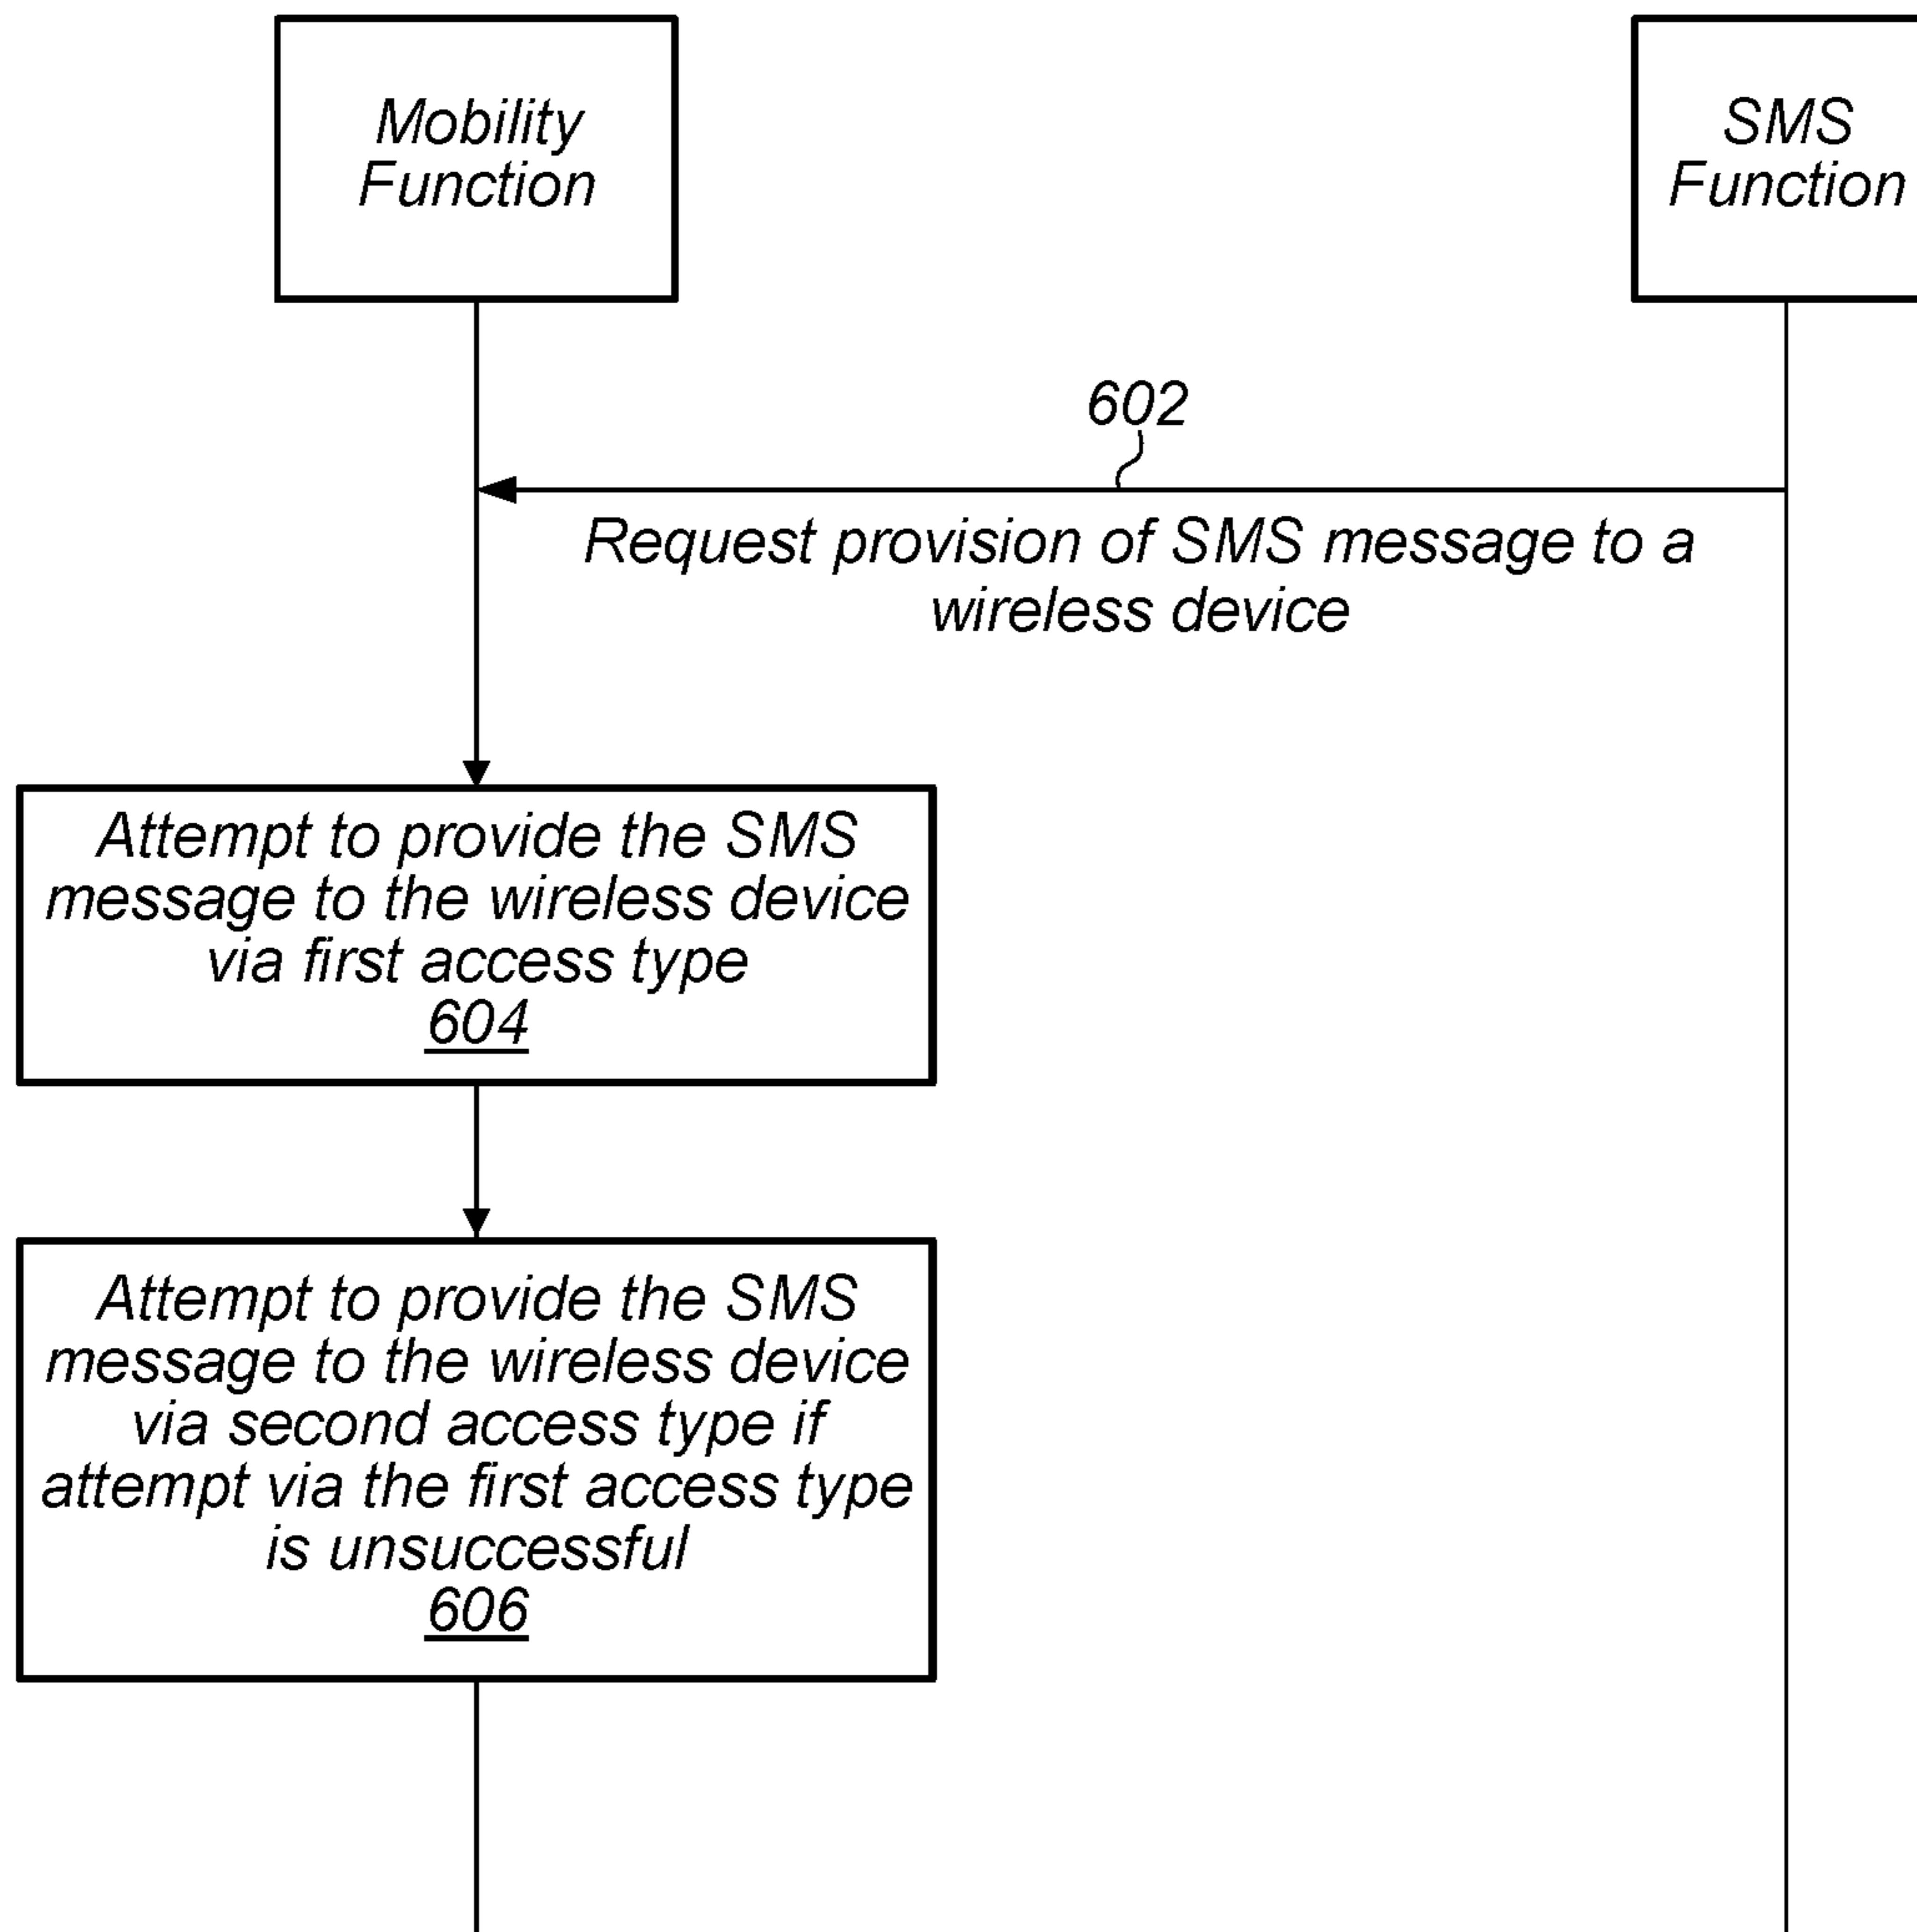 Mobility
Function
SMS
Function
602
Request provision of SMS message to a
wireless device
Attempt to provide the SMS
message to the wireless device
via first access type
604
Attempt to provide the SMS
message to the wireless device
via second access type if
attempt via the first access type
is unsuccessful
606